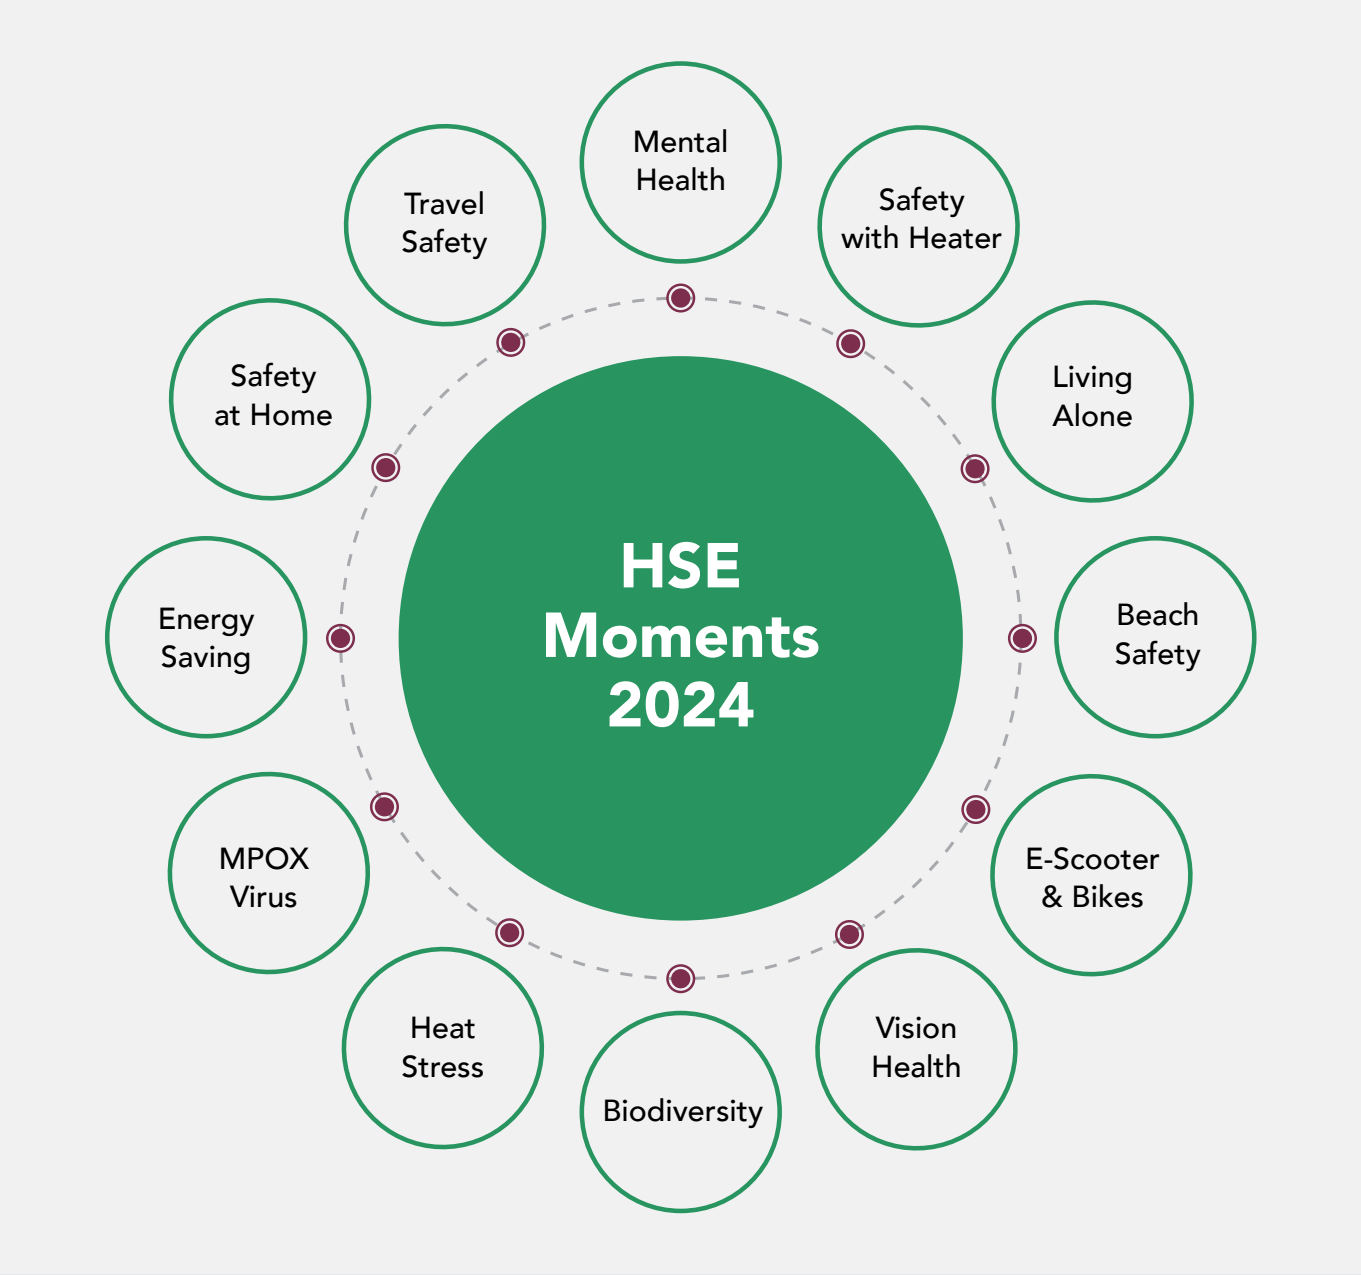 Mental
Health
Safety
with Heater
Living
Alone
Beach
Safety
E-Scooter
& Bikes
Vision
Health
Biodiversity
Heat
Stress
MPOX
Virus
Energy
Saving
Safety
at Home
Travel
Safety
HSE
Moments
2024